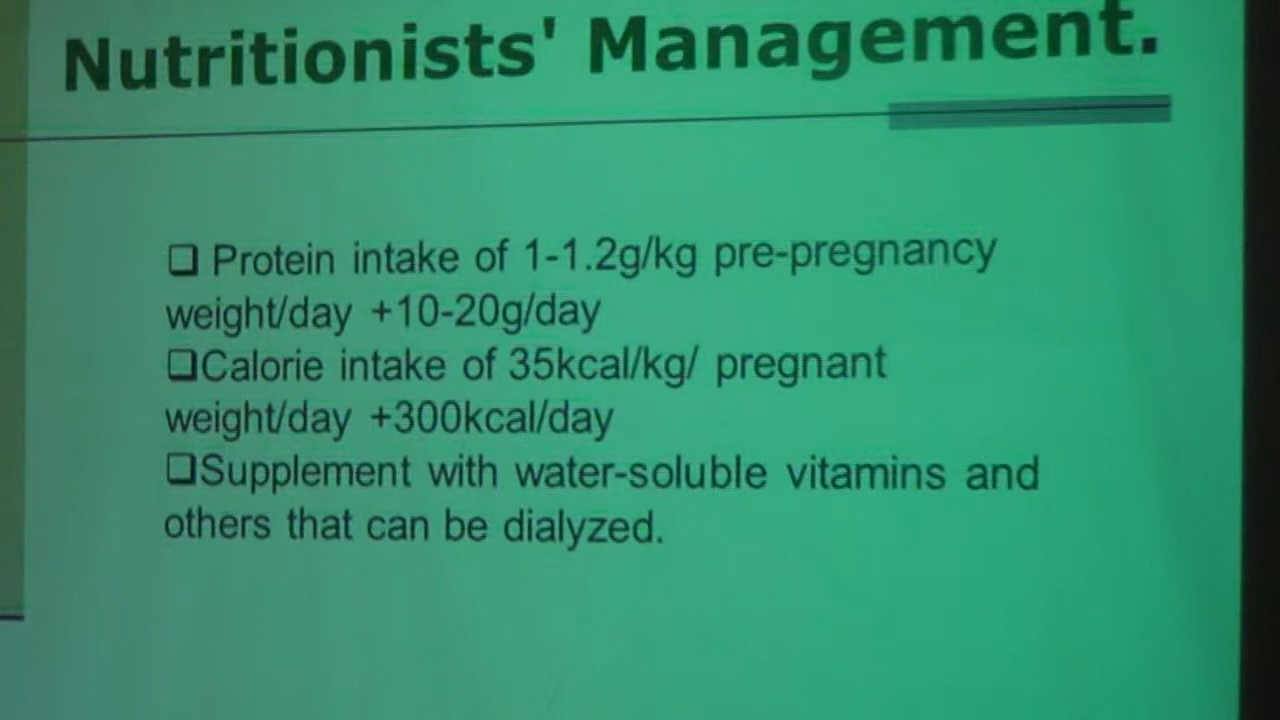 Nutritionists' Management.
❑ Protein intake of 1-1.2g/kg pre-pregnancy
weight/day +10-20g/day
❑Calorie intake of 35kcal/kg/ pregnant
weight/day +300kcal/day
❑Supplement with water-soluble vitamins and
others that can be dialyzed.